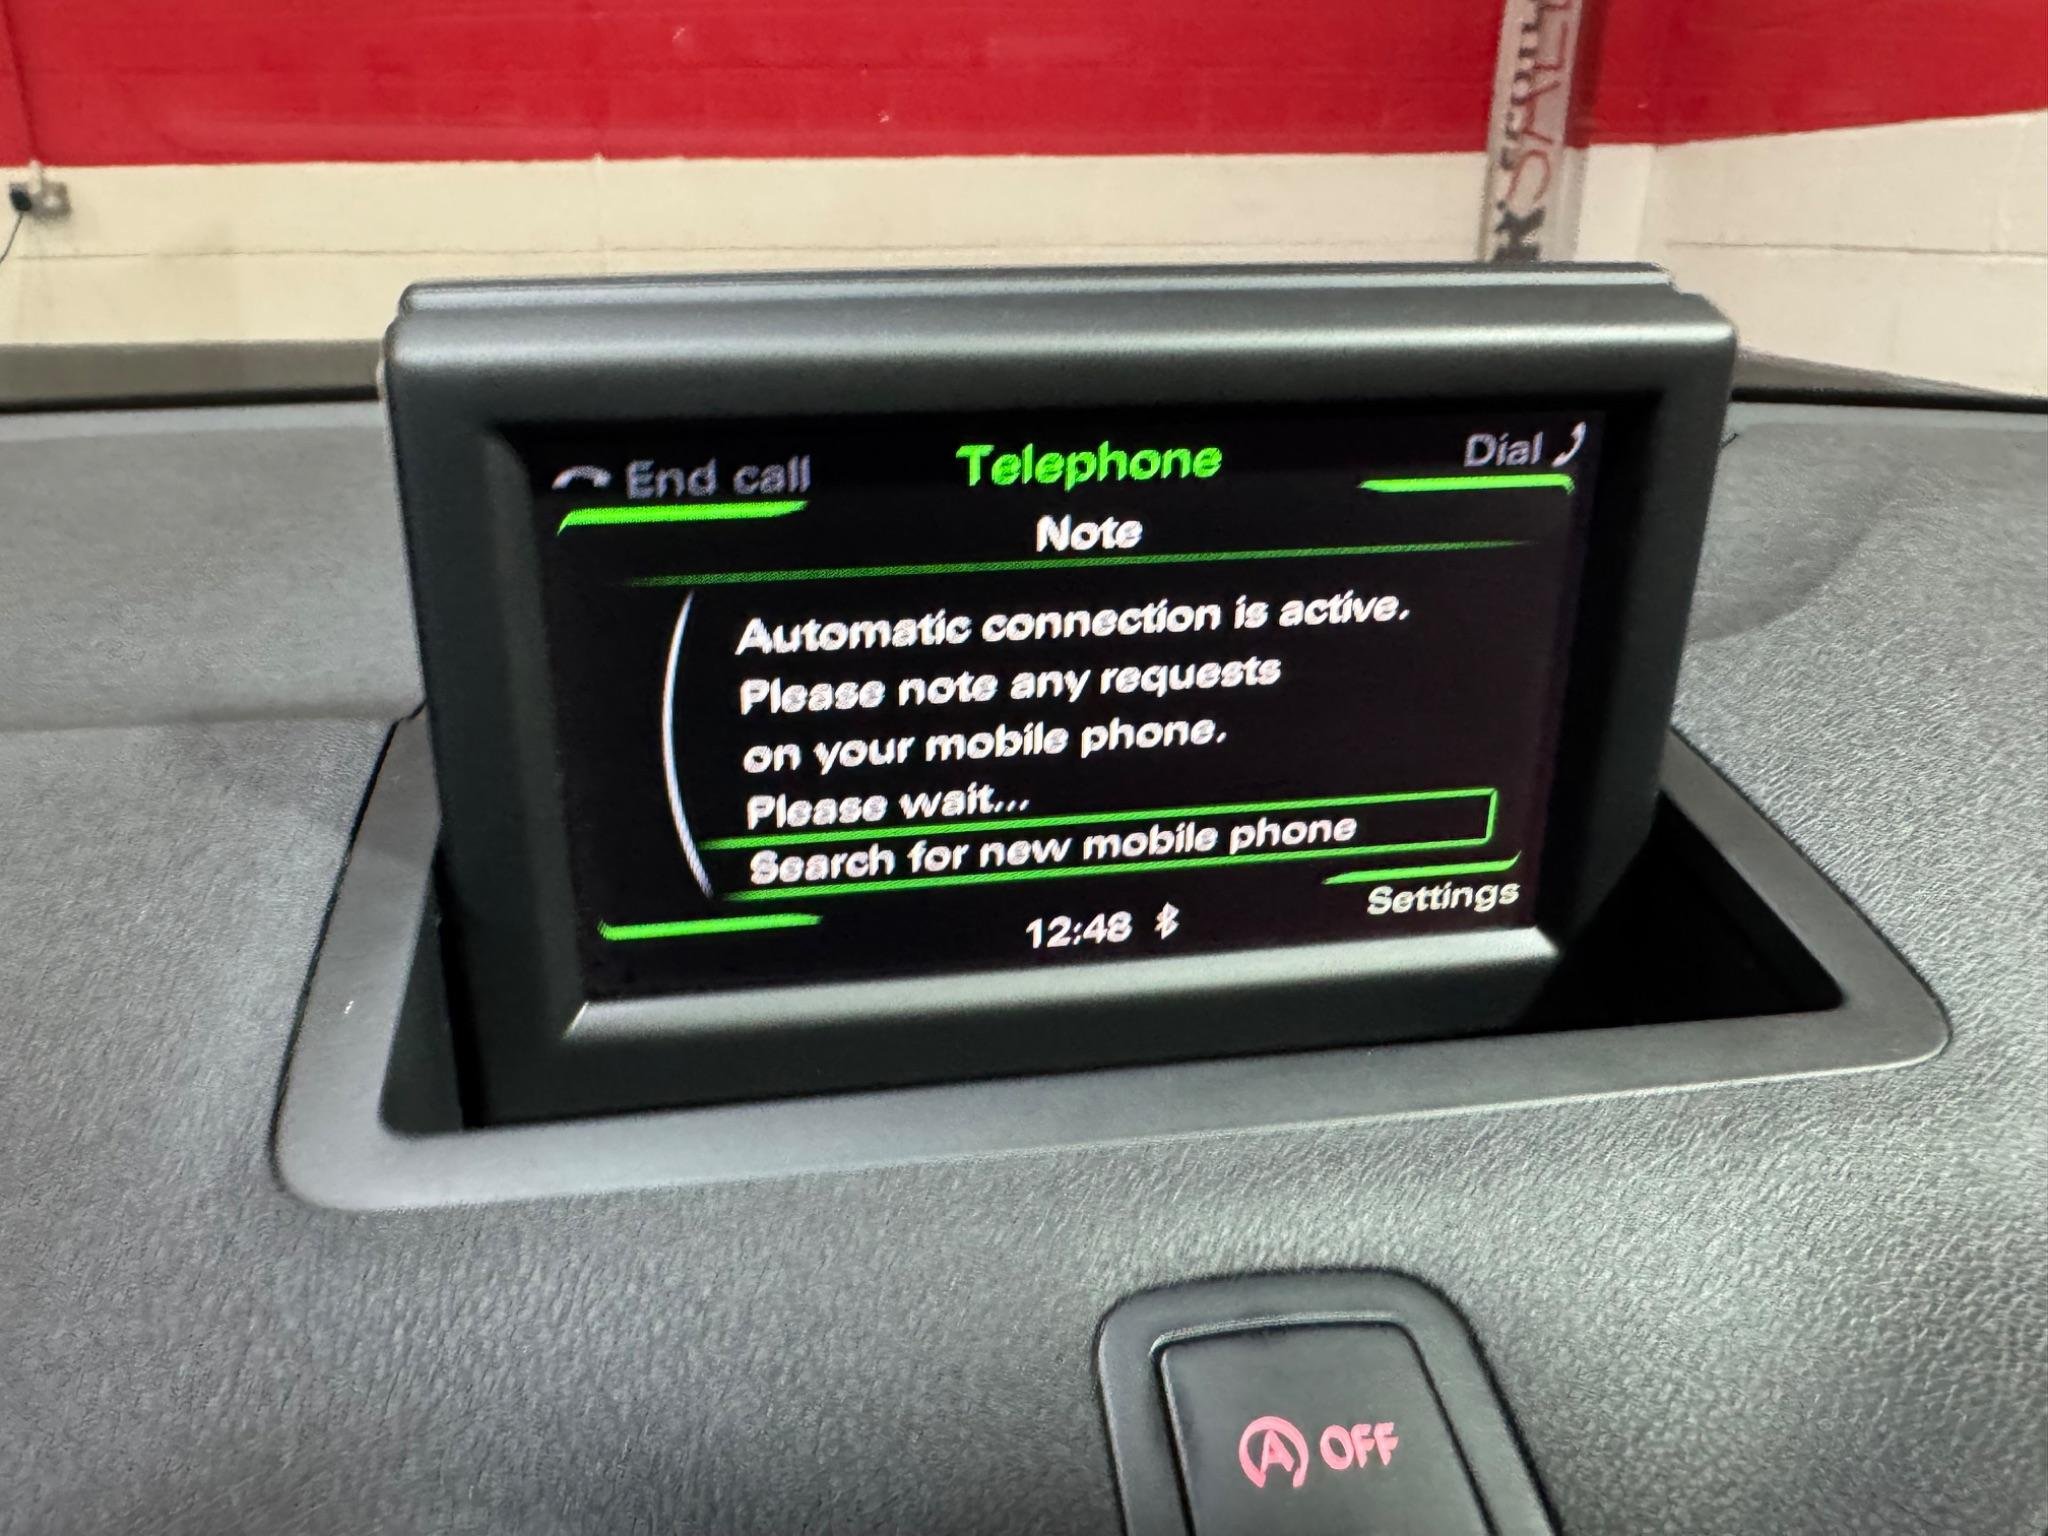 End call
Telephone
Dial
Note
Automatic connection is active.
Please note any requests
on your mobile phone.
Please wait...
Search for new mobile phone
12:48
Settings
A OFF